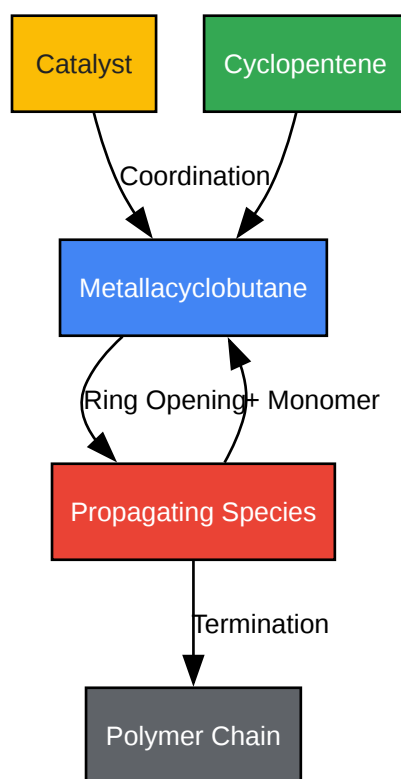 Catalyst
Cyclopentene
Coordination
Metallacyclobutane
Ring Opening
+ Monomer
Propagating Species
Termination
Polymer Chain